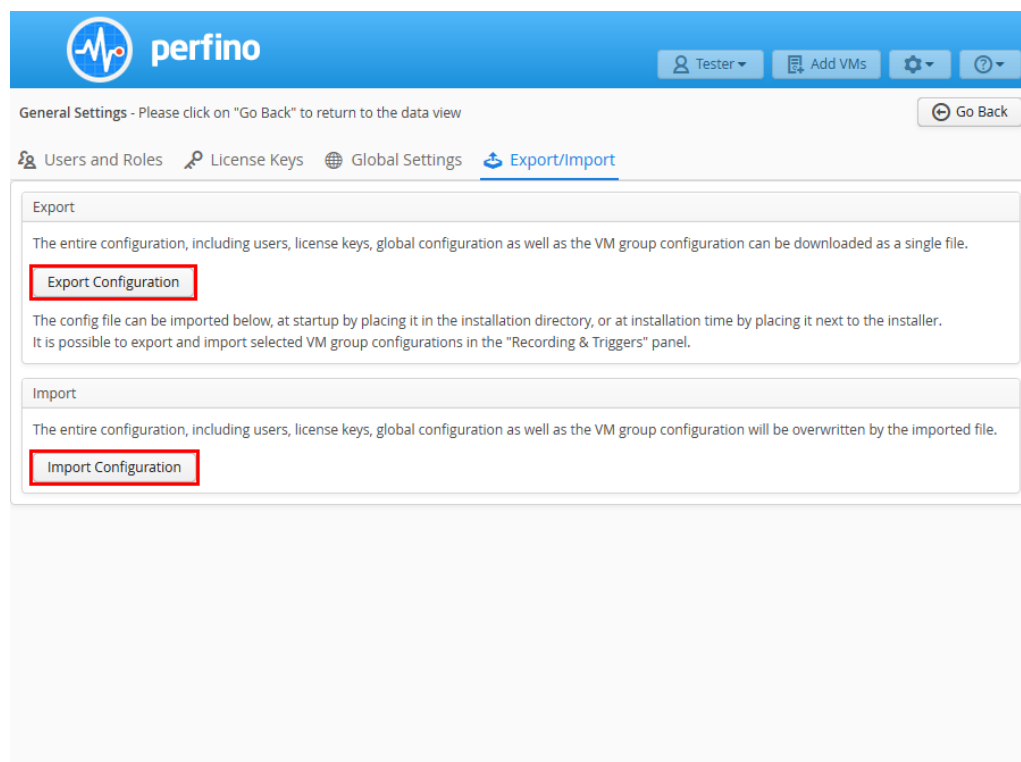 perfino
Tester
Add VMs
General Settings - Please click on "Go Back" to return to the data view
Go Back
Users and Roles
License Keys
Global Settings
Export/Import
Export
The entire configuration, including users, license keys, global configuration as well as the VM group configuration can be downloaded as a single file.
Export Configuration
The config file can be imported below, at startup by placing it in the installation directory, or at installation time by placing it next to the installer.
It is possible to export and import selected VM group configurations in the "Recording & Triggers" panel.
Import
The entire configuration, including users, license keys, global configuration as well as the VM group configuration will be overwritten by the imported file.
Import Configuration